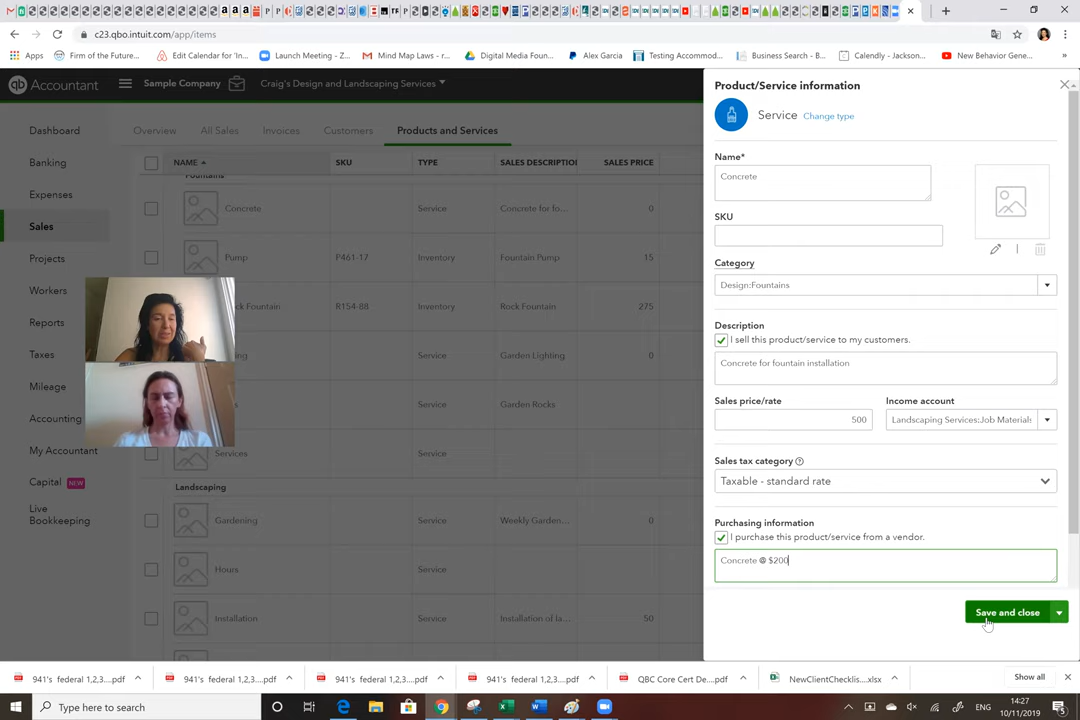 c23.qbo.intuit.com/app/items
Apps
Firm of the Future...
Edit Calendar for 'In...
Launch Meeting - Z...
Mind Map Laws - r...
Digital Media Foun...
Alex Garcia
Testing Accommod...
Business Search - B...
Calendly - Jackson...
New Behavior Gene...
qb Accountant
Sample Company
Craig's Design and Landscaping Services
Dashboard
Banking
Expenses
Sales
Projects
Workers
Reports
Taxes
Mileage
Accounting
My Accountant
Capital NEW
Live
Bookkeeping
Overview
All Sales
Invoices
Customers
Products and Services
NAME
SKU
TYPE
SALES DESCRIPTION
SALES PRICE
Fountains
Concrete Service Concrete for fo... 0
Pump P461-17 Inventory Fountain Pump 15
Fountain R154-88 Inventory Rock Fountain 275
Service Garden Lighting 0
Service Garden Rocks
Services Service
Landscaping
Gardening Service Weekly Garden... 0
Hours Service
Installation Service Installation of la... 50
Product/Service information
Service Change type
Name*
Concrete
SKU
Category
Design:Fountains
Description
I sell this product/service to my customers.
Concrete for fountain installation
Sales price/rate
500
Income account
Landscaping Services:Job Materials
Sales tax category
Taxable - standard rate
Purchasing information
I purchase this product/service from a vendor.
Concrete @ $200
Save and close
941's federal 1,2,3....pdf
941's federal 1,2,3....pdf
941's federal 1,2,3....pdf
941's federal 1,2,3....pdf
QBC Core Cert De....pdf
NewClientChecklis....xlsx
Show all
Type here to search
ENG
14:27
10/11/2019